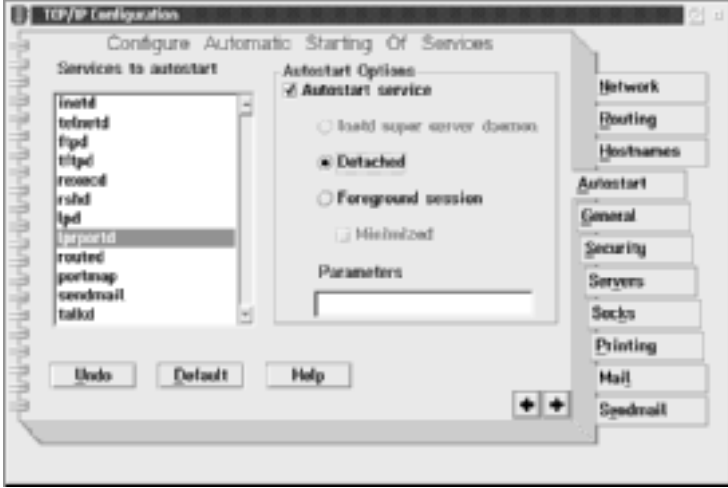 TCP/IP Configuration
Configure Automatic Starting Of Services
Services to autostart
inetd
telnetd
ftpd
tftpd
rexecd
rshd
lpd
lprportd
routed
portmap
sendmail
talkd
Autostart Options
Autostart service
Inetd super server daemon
Detached
Foreground session
Minimized
Parameters
Undo
Default
Help
Network
Routing
Hostnames
Autostart
General
Security
Servers
Socks
Printing
Mail
Sendmail